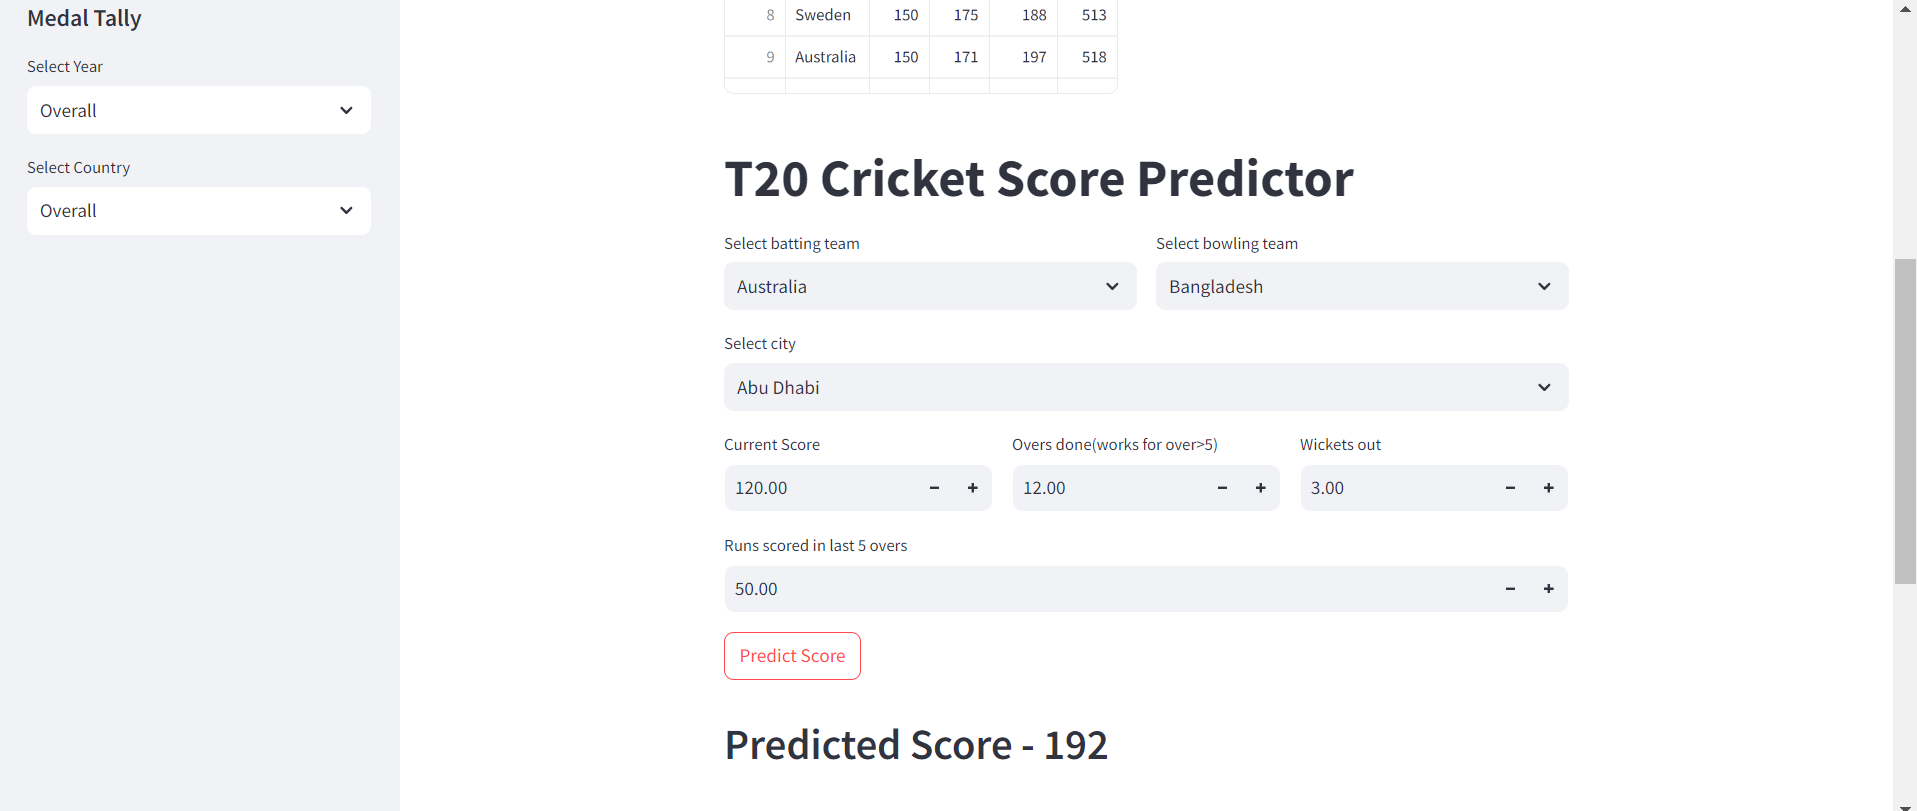 Medal Tally
Select Year
Overall
Select Country
Overall
8 Sweden 150 175 188 513
9 Australia 150 171 197 518
T20 Cricket Score Predictor
Select batting team Select bowling team
Australia Bangladesh
Select city
Abu Dhabi
Current Score Overs done(works for over>5) Wickets out
120.00 − + 12.00 − + 3.00 − +
Runs scored in last 5 overs
50.00 − +
Predict Score
Predicted Score - 192